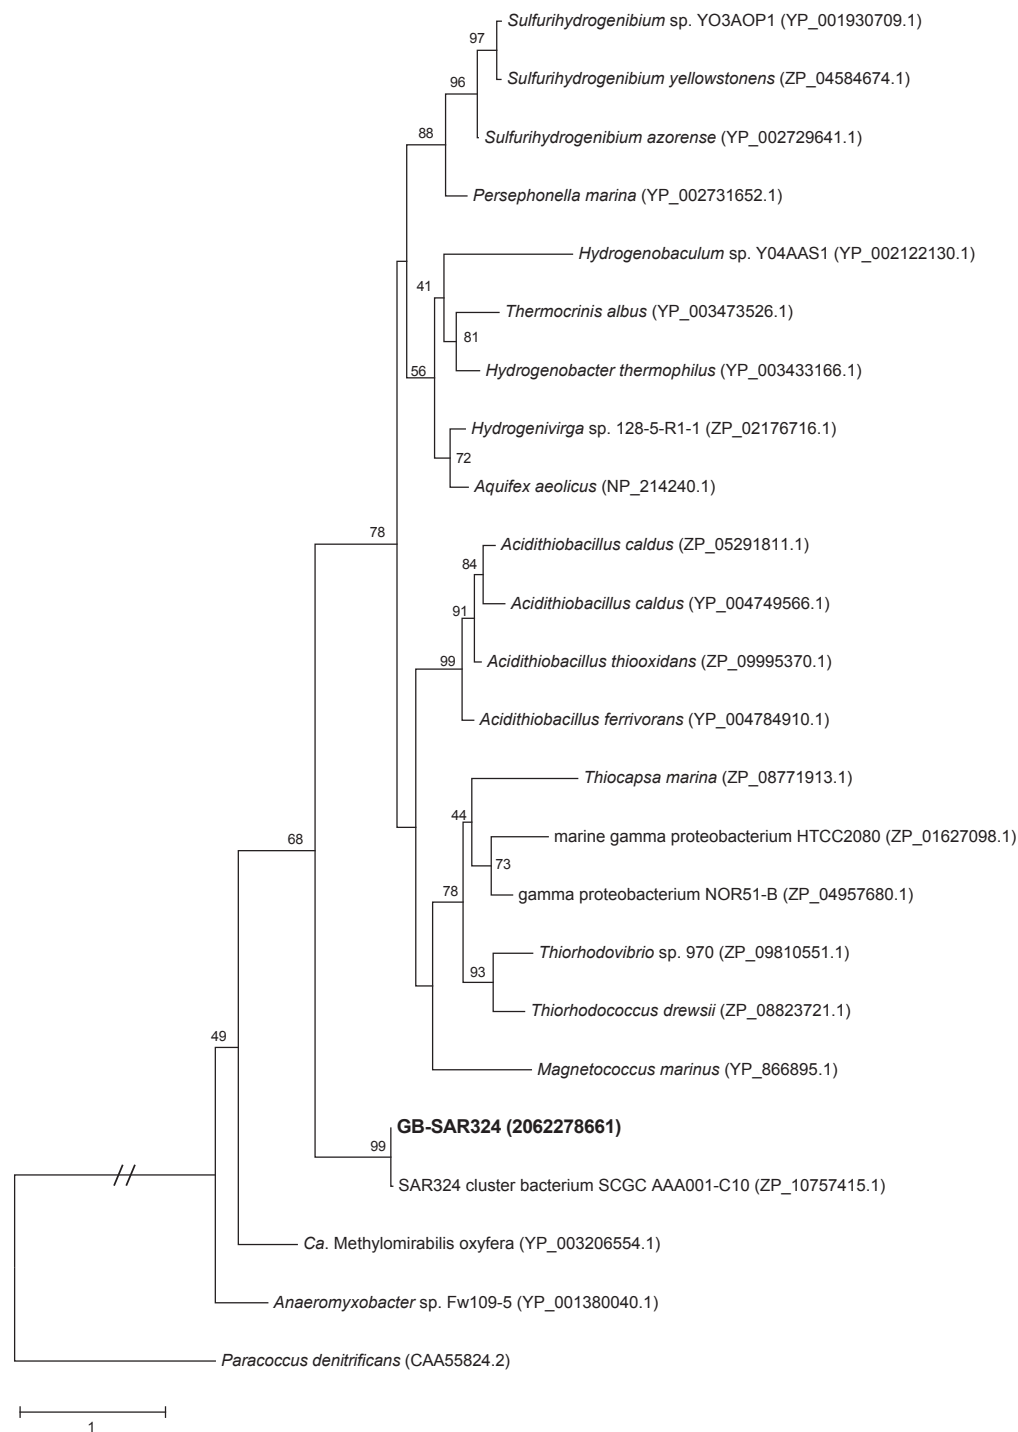 Sulfurihydrogenibium sp. YO3AOP1 (YP_001930709.1)
97
Sulfurihydrogenibium yellowstonens (ZP_04584674.1)
96
Sulfurihydrogenibium azorense (YP_002729641.1)
88
Persephonella marina (YP_002731652.1)
Hydrogenobaculum sp. Y04AAS1 (YP_002122130.1)
41
Thermocrinis albus (YP_003473526.1)
81
56
Hydrogenobacter thermophilus (YP_003433166.1)
Hydrogenivirga sp. 128-5-R1-1 (ZP_02176716.1)
72
Aquifex aeolicus (NP_214240.1)
78
Acidithiobacillus caldus (ZP_05291811.1)
84
Acidithiobacillus caldus (YP_004749566.1)
91
99
Acidithiobacillus thiooxidans (ZP_09995370.1)
Acidithiobacillus ferrivorans (YP_004784910.1)
Thiocapsa marina (ZP_08771913.1)
44
marine gamma proteobacterium HTCC2080 (ZP_01627098.1)
68
73
78
gamma proteobacterium NOR51-B (ZP_04957680.1)
Thiorhodovibrio sp. 970 (ZP_09810551.1)
93
Thiorhodococcus drewsii (ZP_08823721.1)
49
Magnetococcus marinus (YP_866895.1)
GB-SAR324 (2062278661)
99
SAR324 cluster bacterium SCGC AAA001-C10 (ZP_10757415.1)
Ca. Methylomirabilis oxyfera (YP_003206554.1)
Anaeromyxobacter sp. Fw109-5 (YP_001380040.1)
Paracoccus denitrificans (CAA55824.2)
1